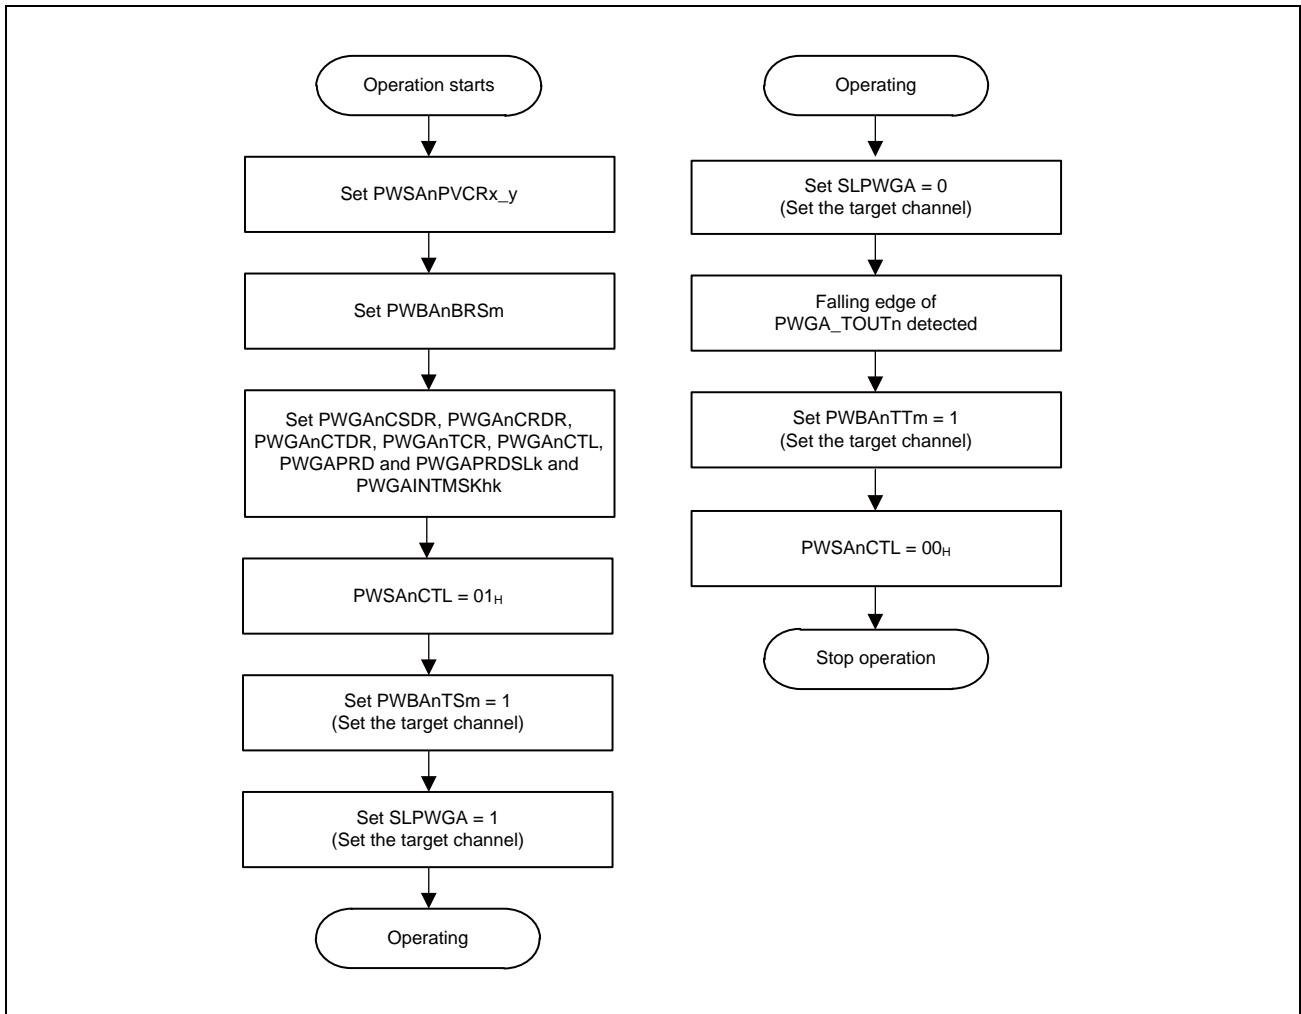 Operation starts
Set PWSAnPVCRx_y
Set PWBAnBRSm
Set PWGAnCSDR, PWGAnCRDR,
PWGAnCTDR, PWGAnTCR, PWGAnCTL,
PWGAPRD and PWGAPRDSLk and
PWGAINTMSKhk
PWSAnCTL = 01H
Set PWBAnTSm = 1
(Set the target channel)
Set SLPWGA = 1
(Set the target channel)
Operating
Operating
Set SLPWGA = 0
(Set the target channel)
Falling edge of
PWGA_TOUTn detected
Set PWBAnTTm = 1
(Set the target channel)
PWSAnCTL = 00H
Stop operation